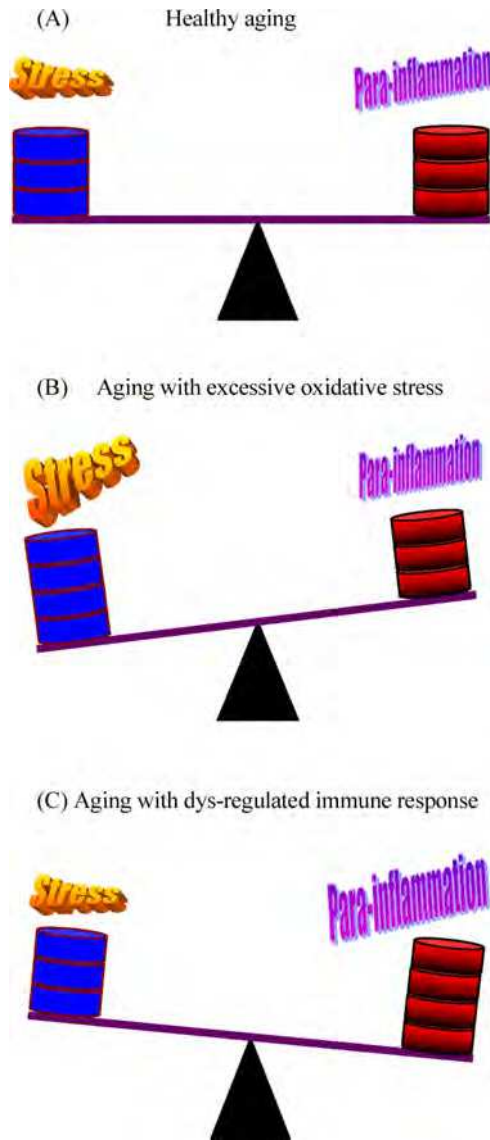 (A) Healthy aging
Stress Para-inflammation
(B) Aging with excessive oxidative stress
Stress Para-inflammation
(C) Aging with dys-regulated immune response
Stress Para-inflammation